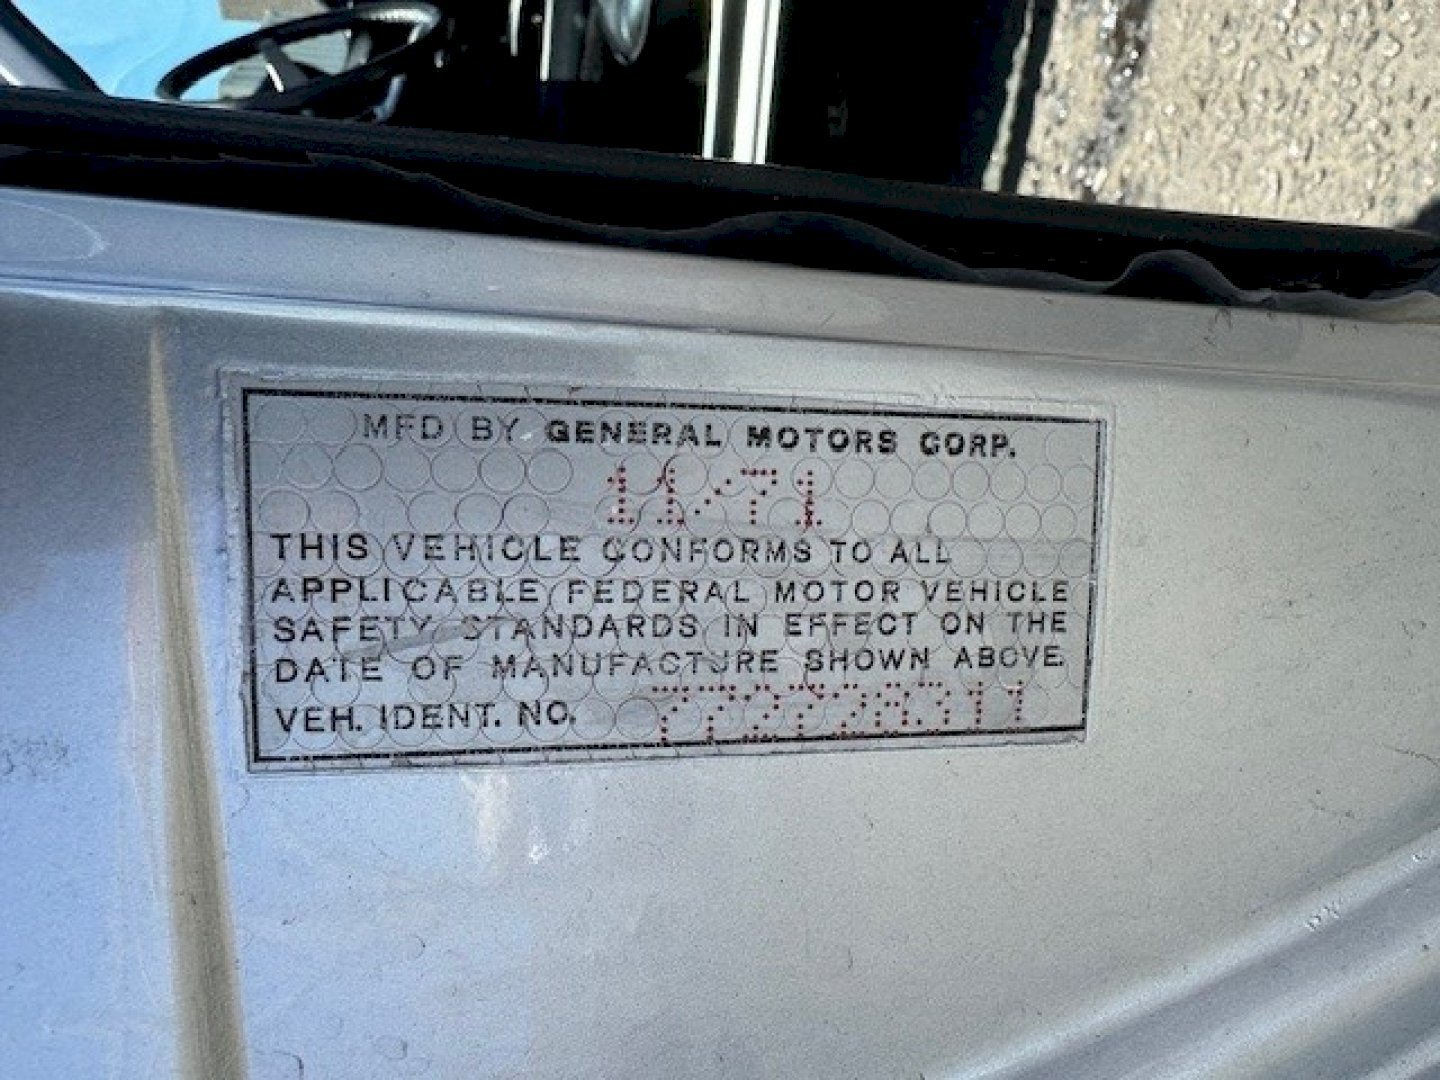 MFD BY GENERAL MOTORS CORP.
11/71
THIS VEHICLE CONFORMS TO ALL
APPLICABLE FEDERAL MOTOR VEHICLE
SAFETY STANDARDS IN EFFECT ON THE
DATE OF MANUFACTURE SHOWN ABOVE.
VEH. IDENT. NO.